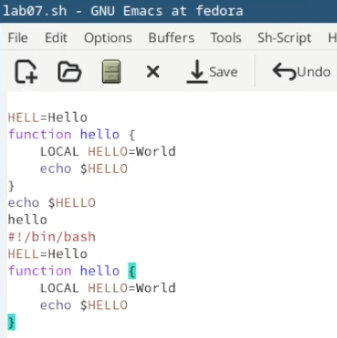 lab07.sh - GNU Emacs at fedora
File Edit Options Buffers Tools Sh-Script H
Save Undo
HELL=Hello
function hello {
    LOCAL HELLO=World
    echo $HELLO
}
echo $HELLO
hello
#!/bin/bash
HELL=Hello
function hello {
    LOCAL HELLO=World
    echo $HELLO
}